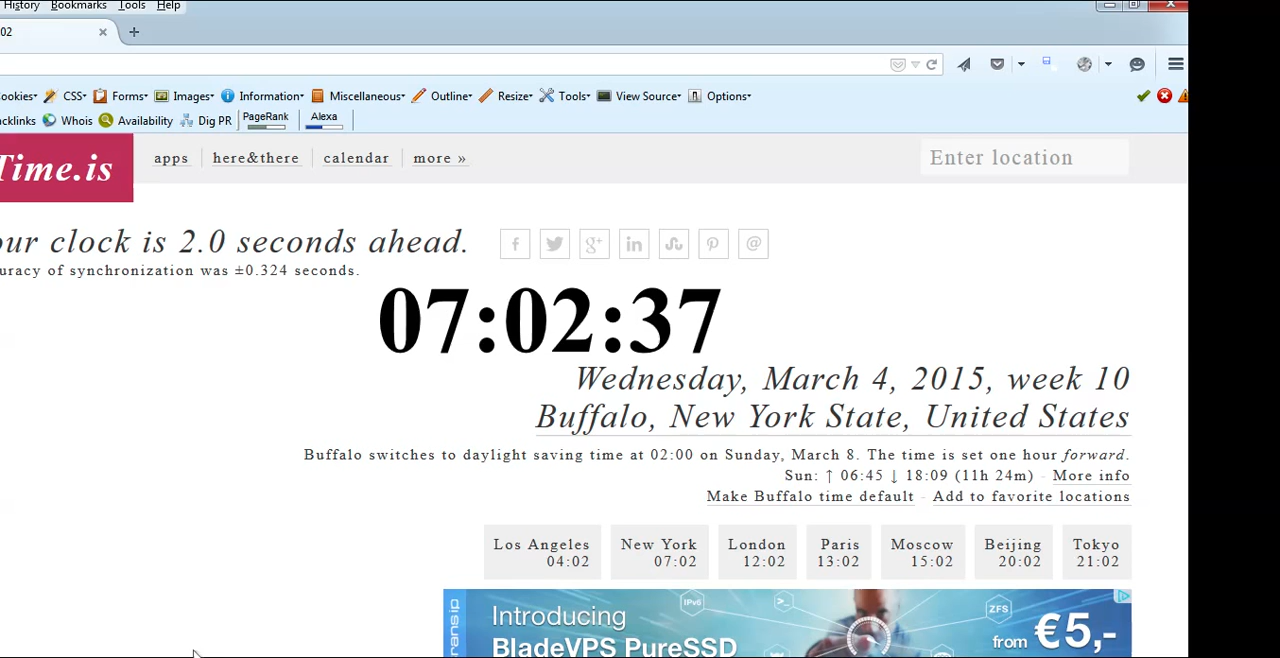 History Bookmarks Tools Help
02
ookies CSS Forms Images Information Miscellaneous Outline Resize Tools View Source Options
acklinks Whois Availability Dig PR PageRank Alexa
Time.is apps here&there calendar more » Enter location
our clock is 2.0 seconds ahead.
uracy of synchronization was ±0.324 seconds.
07:02:37
Wednesday, March 4, 2015, week 10
Buffalo, New York State, United States
Buffalo switches to daylight saving time at 02:00 on Sunday, March 8. The time is set one hour forward.
Sun: ↑ 06:45 ↓ 18:09 (11h 24m) - More info
Make Buffalo time default - Add to favorite locations
Los Angeles New York London Paris Moscow Beijing Tokyo
04:02 07:02 12:02 13:02 15:02 20:02 21:02
transip
IPv6
ZFS
Introducing
BladeVPS PureSSD
from €5,-